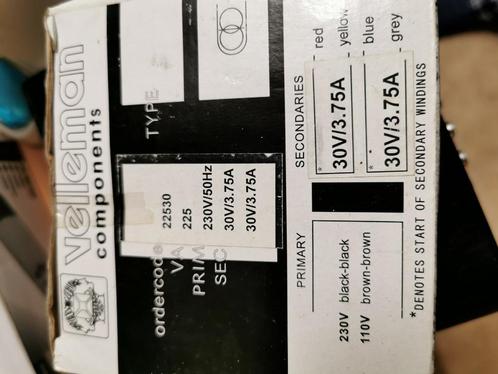 velleman
components
TYPE
ordercode 22530
VA 225
PRIM 230V/50Hz
SEC 30V/3.75A
30V/3.75A
PRIMARY
230V black-black
110V brown-brown
SECONDARIES
* red
30V/3.75A
yellow
* blue
30V/3.75A
grey
*DENOTES START OF SECONDARY WINDINGS